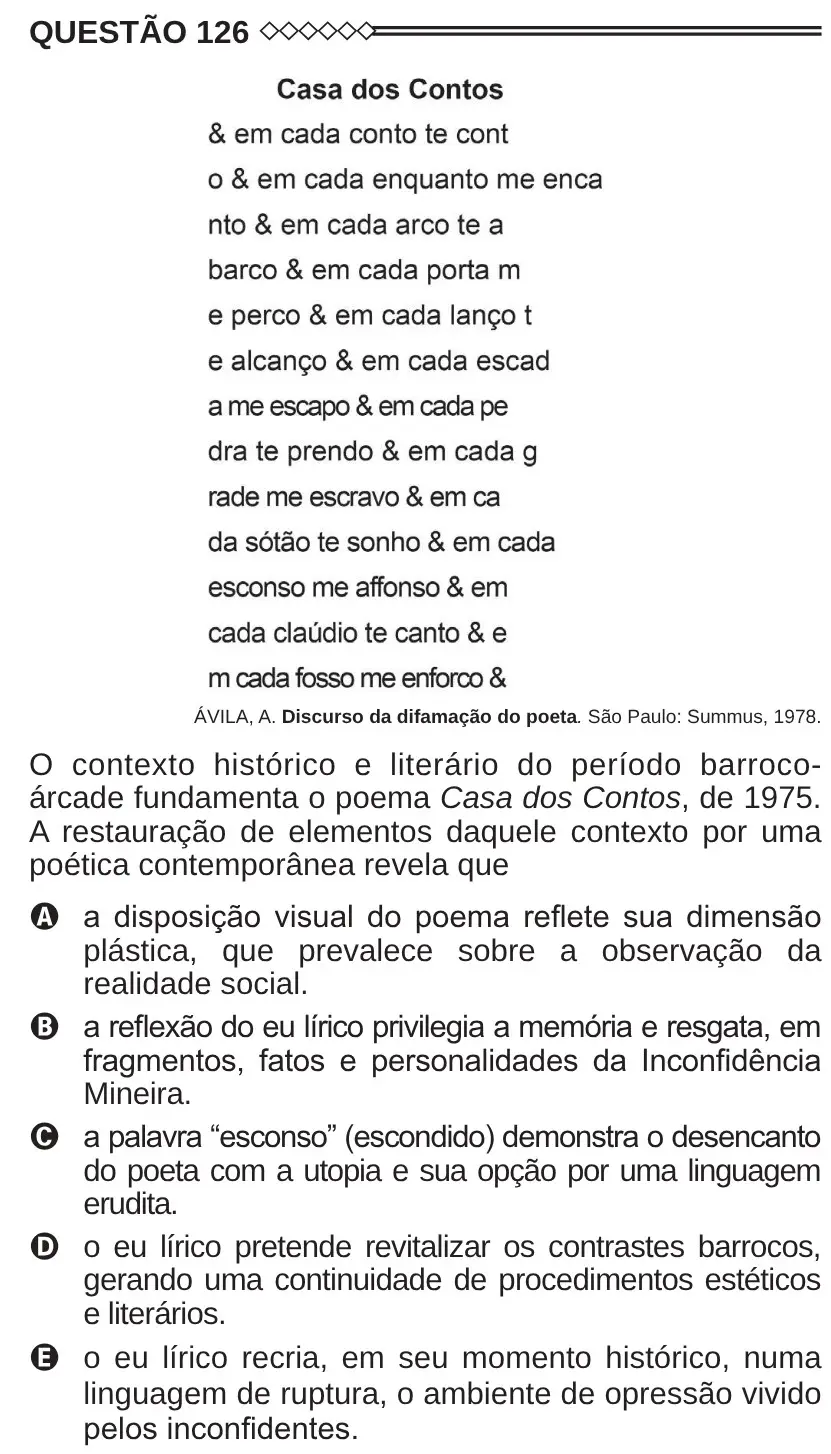 QUESTÃO 126
Casa dos Contos
& em cada conto te cont
o & em cada enquanto me enca
nto & em cada arco te a
barco & em cada porta m
e perco & em cada lanço t
e alcanço & em cada escad
a me escapo & em cada pe
dra te prendo & em cada g
rade me escravo & em ca
da sótão te sonho & em cada
esconso me affonso & em
cada claúdio te canto & e
m cada fosso me enforco &
ÁVILA, A. Discurso da difamação do poeta. São Paulo: Summus, 1978.
O contexto histórico e literário do período barroco-
árcade fundamenta o poema Casa dos Contos, de 1975.
A restauração de elementos daquele contexto por uma
poética contemporânea revela que
A a disposição visual do poema reflete sua dimensão
plástica, que prevalece sobre a observação da
realidade social.
B a reflexão do eu lírico privilegia a memória e resgata, em
fragmentos, fatos e personalidades da Inconfidência
Mineira.
C a palavra “esconso” (escondido) demonstra o desencanto
do poeta com a utopia e sua opção por uma linguagem
erudita.
D o eu lírico pretende revitalizar os contrastes barrocos,
gerando uma continuidade de procedimentos estéticos
e literários.
E o eu lírico recria, em seu momento histórico, numa
linguagem de ruptura, o ambiente de opressão vivido
pelos inconfidentes.